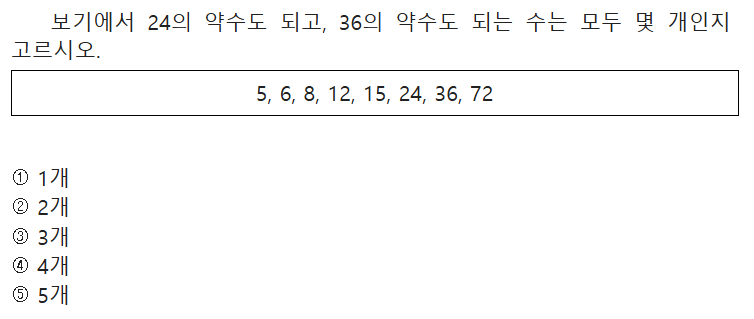 보기에서 24의 약수도 되고, 36의 약수도 되는 수는 모두 몇 개인지
고르시오.
5, 6, 8, 12, 15, 24, 36, 72
① 1개
② 2개
③ 3개
④ 4개
⑤ 5개